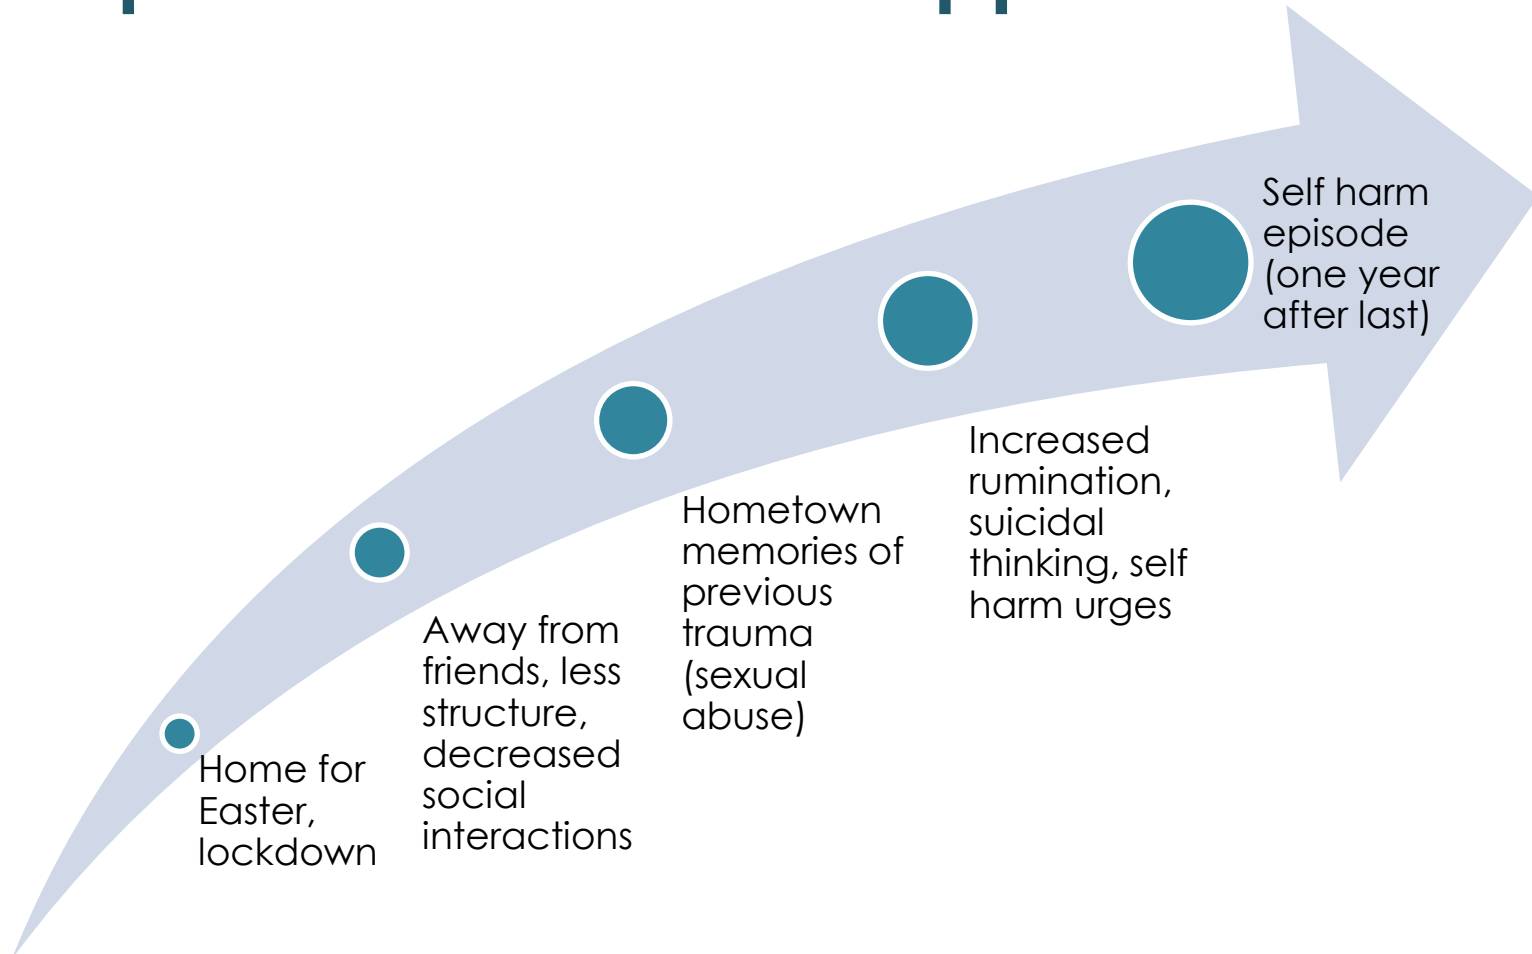 Home for
Easter,
lockdown
Away from
friends, less
structure,
decreased
social
interactions
Hometown
memories of
previous
trauma
(sexual
abuse)
Increased
rumination,
suicidal
thinking, self
harm urges
Self harm
episode
(one year
after last)